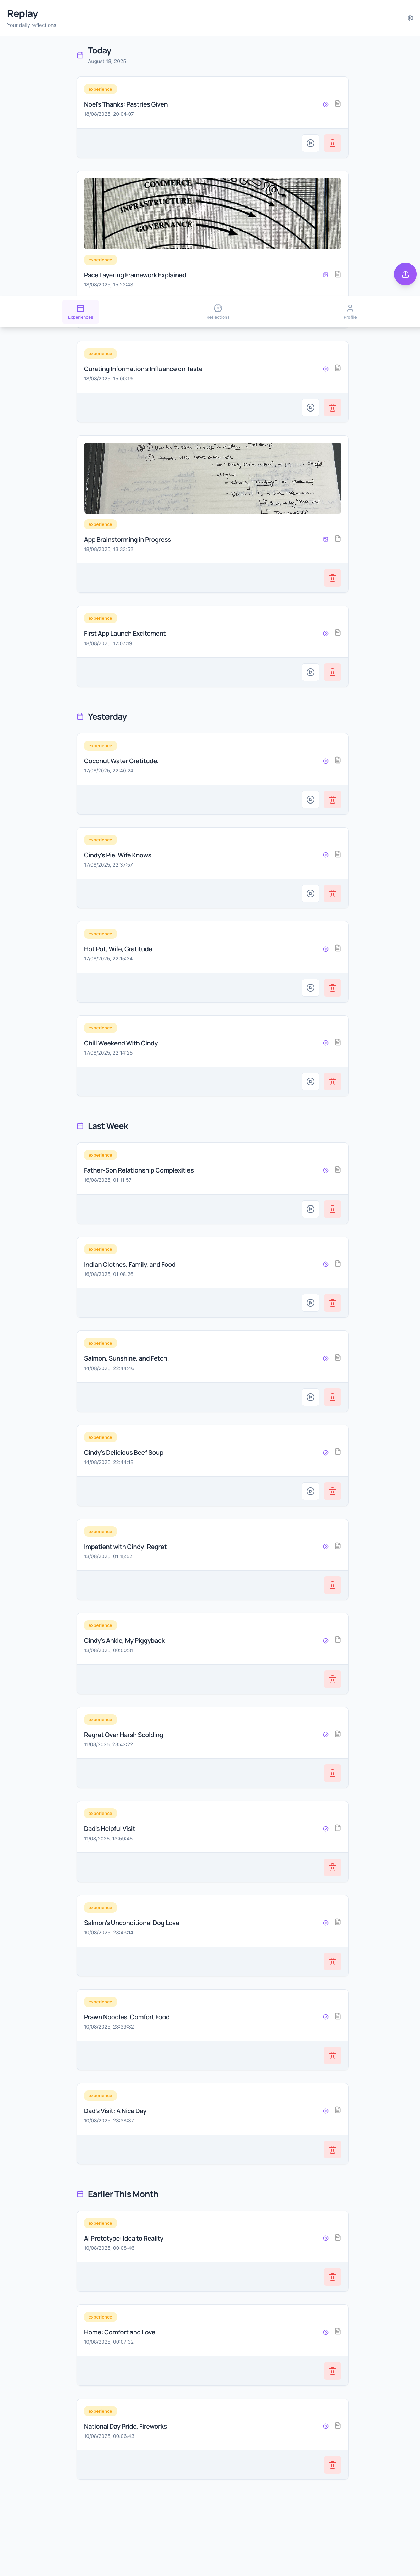 Replay
Your daily reflections
Today
August 18, 2025
experience
Noel's Thanks: Pastries Given
18/08/2025, 20:04:07
COMMERCE
INFRASTRUCTURE
GOVERNANCE
experience
Pace Layering Framework Explained
18/08/2025, 15:22:43
Experiences
Reflections
Profile
experience
Curating Information's Influence on Taste
18/08/2025, 15:00:19
experience
App Brainstorming in Progress
18/08/2025, 13:33:52
experience
First App Launch Excitement
18/08/2025, 12:07:19
Yesterday
experience
Coconut Water Gratitude.
17/08/2025, 22:40:24
experience
Cindy's Pie, Wife Knows.
17/08/2025, 22:37:57
experience
Hot Pot, Wife, Gratitude
17/08/2025, 22:15:34
experience
Chill Weekend With Cindy.
17/08/2025, 22:14:25
Last Week
experience
Father-Son Relationship Complexities
16/08/2025, 01:11:57
experience
Indian Clothes, Family, and Food
16/08/2025, 01:08:26
experience
Salmon, Sunshine, and Fetch.
14/08/2025, 22:44:46
experience
Cindy's Delicious Beef Soup
14/08/2025, 22:44:18
experience
Impatient with Cindy: Regret
13/08/2025, 01:15:52
experience
Cindy's Ankle, My Piggyback
13/08/2025, 00:50:31
experience
Regret Over Harsh Scolding
11/08/2025, 23:42:22
experience
Dad's Helpful Visit
11/08/2025, 13:59:45
experience
Salmon's Unconditional Dog Love
10/08/2025, 23:43:14
experience
Prawn Noodles, Comfort Food
10/08/2025, 23:39:32
experience
Dad's Visit: A Nice Day
10/08/2025, 23:38:37
Earlier This Month
experience
AI Prototype: Idea to Reality
10/08/2025, 00:08:46
experience
Home: Comfort and Love.
10/08/2025, 00:07:32
experience
National Day Pride, Fireworks
10/08/2025, 00:06:43